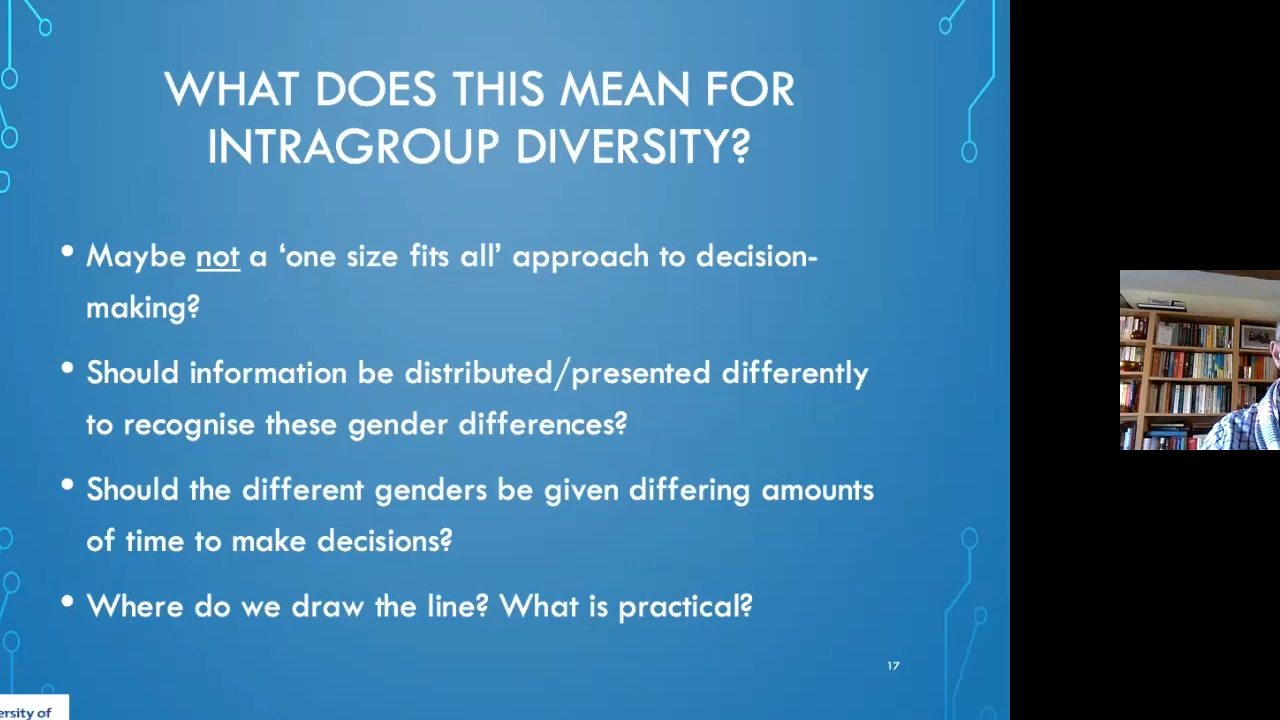 WHAT DOES THIS MEAN FOR
INTRAGROUP DIVERSITY?
• Maybe not a ‘one size fits all’ approach to decision-
making?
• Should information be distributed/presented differently
to recognise these gender differences?
• Should the different genders be given differing amounts
of time to make decisions?
• Where do we draw the line? What is practical?
17
ersity of